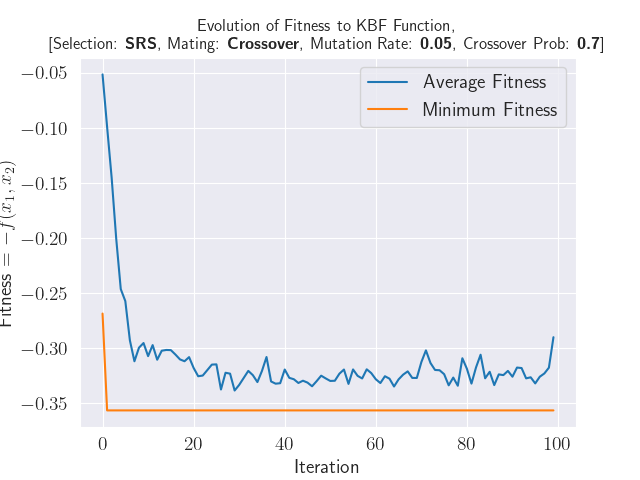 Evolution of Fitness to KBF Function,
[Selection: SRS, Mating: Crossover, Mutation Rate: 0.05, Crossover Prob: 0.7]
Average Fitness
Minimum Fitness
−0.05
−0.10
−0.15
−0.20
−0.25
−0.30
−0.35
Fitness = −f(x₁, x₂)
0 20 40 60 80 100
Iteration